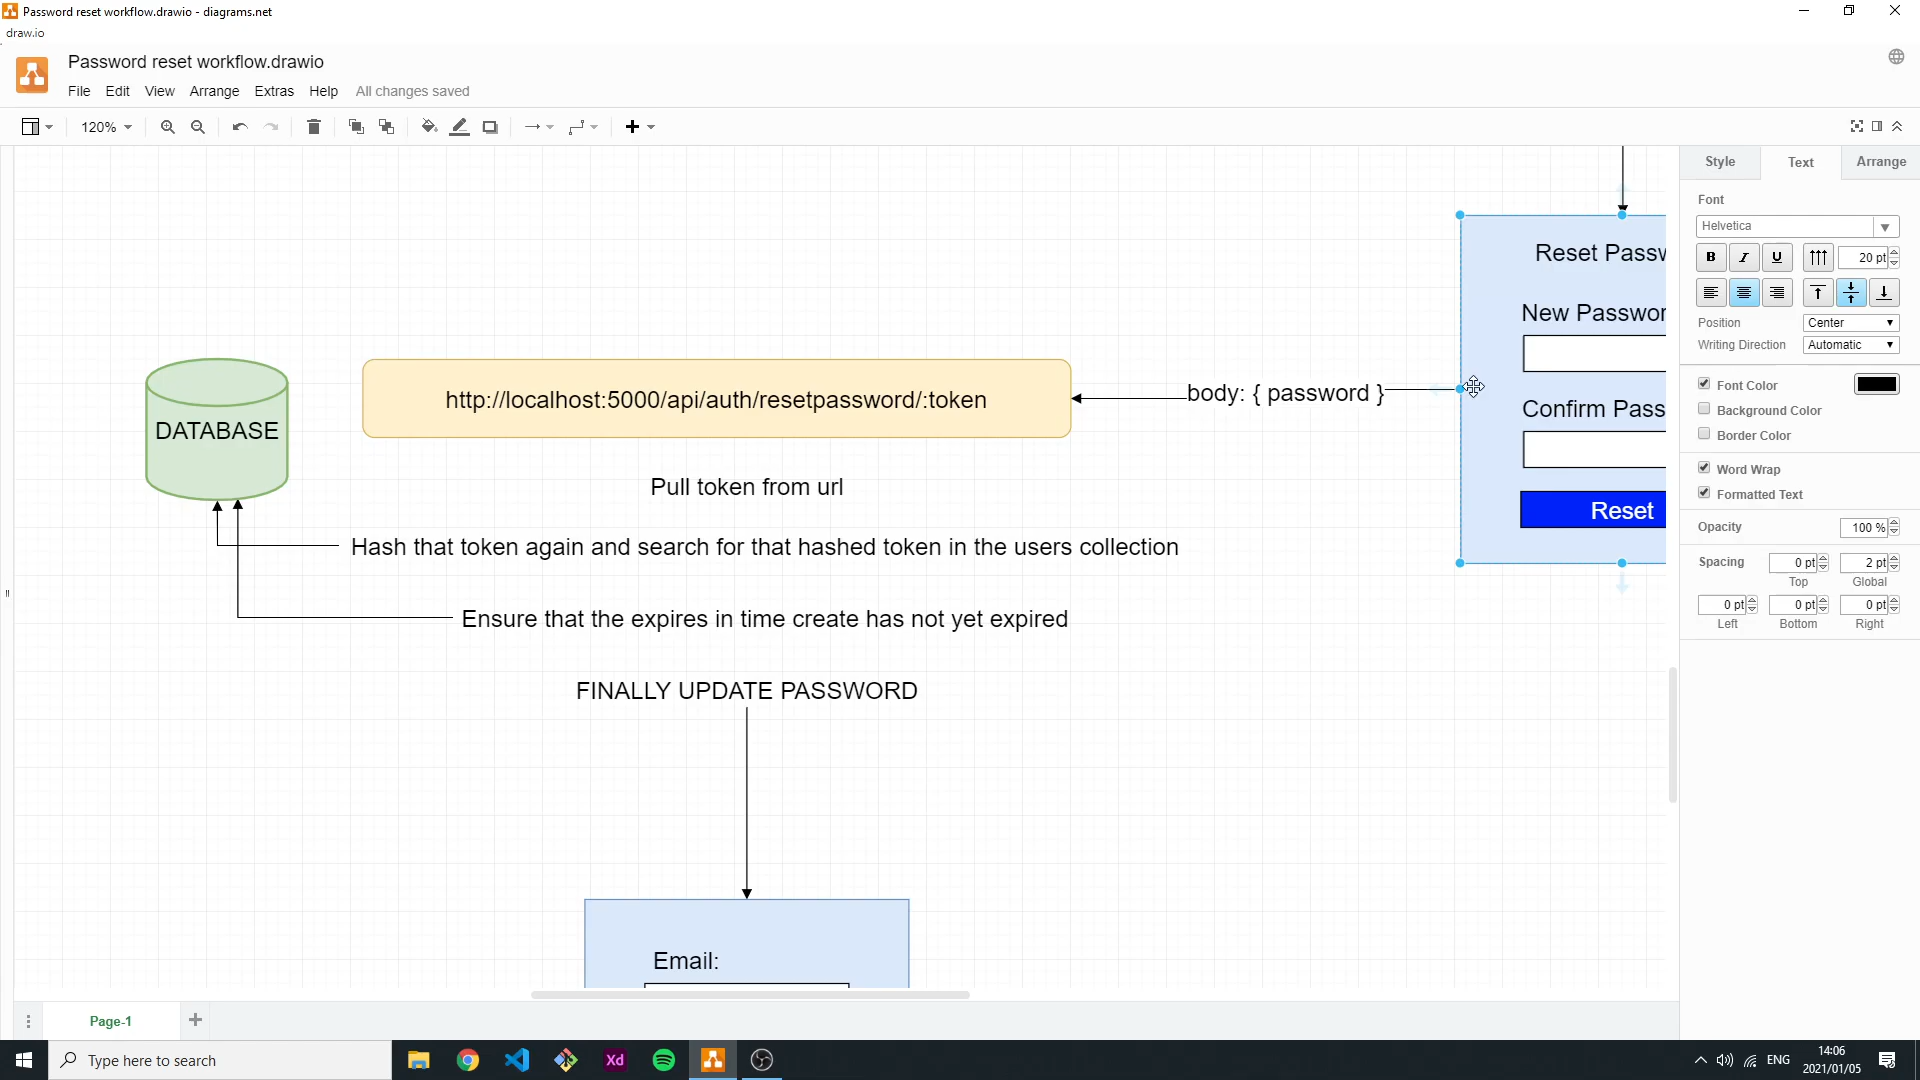 Password reset workflow.drawio - diagrams.net
draw.io
Password reset workflow.drawio
File Edit View Arrange Extras Help All changes saved
120%
Style Text Arrange
Font
Helvetica
B I U 20 pt
Position Center
Writing Direction Automatic
Font Color
Background Color
Border Color
Word Wrap
Formatted Text
Opacity 100 %
Spacing 0 pt 2 pt
Top Global
0 pt 0 pt 0 pt
Left Bottom Right
Reset Passw
New Passwor
Confirm Pass
Reset
body: { password }
http://localhost:5000/api/auth/resetpassword/:token
DATABASE
Pull token from url
Hash that token again and search for that hashed token in the users collection
Ensure that the expires in time create has not yet expired
FINALLY UPDATE PASSWORD
Email:
Page-1
Type here to search
Xd
ENG
14:06
2021/01/05